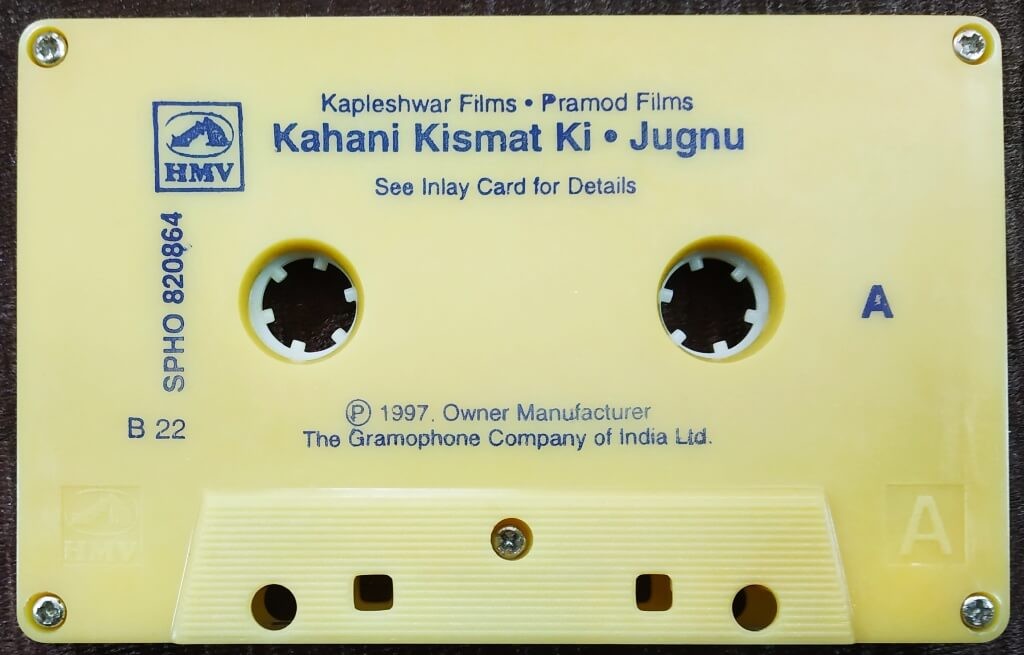 Kapleshwar Films • Pramod Films
Kahani Kismat Ki • Jugnu
See Inlay Card for Details
HMV
SPHO 820864
A
B 22
Ⓟ 1997. Owner Manufacturer
The Gramophone Company of India Ltd.
HMV
A